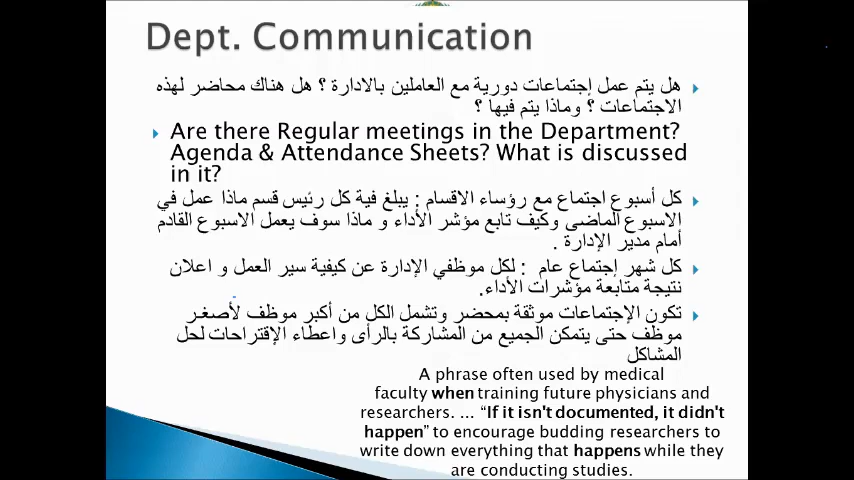 Dept. Communication
هل يتم عمل إجتماعات دورية مع العاملين بالادارة ؟ هل هناك محاضر لهذه
الاجتماعات ؟ وماذا يتم فيها ؟
Are there Regular meetings in the Department?
Agenda & Attendance Sheets? What is discussed
in it?
كل أسبوع اجتماع مع رؤساء الاقسام : يبلغ فية كل رئيس قسم ماذا عمل في
الاسبوع الماضى وكيف تابع مؤشر الأداء و ماذا سوف يعمل الاسبوع القادم
أمام مدير الإدارة .
كل شهر إجتماع عام : لكل موظفي الإدارة عن كيفية سير العمل و اعلان
نتيجة متابعة مؤشرات الأداء.
تكون الإجتماعات موثقة بمحضر وتشمل الكل من أكبر موظف لأصغر
موظف حتى يتمكن الجميع من المشاركة بالرأى واعطاء الإقتراحات لحل
المشاكل
A phrase often used by medical
faculty when training future physicians and
researchers. ... “If it isn't documented, it didn't
happen” to encourage budding researchers to
write down everything that happens while they
are conducting studies.